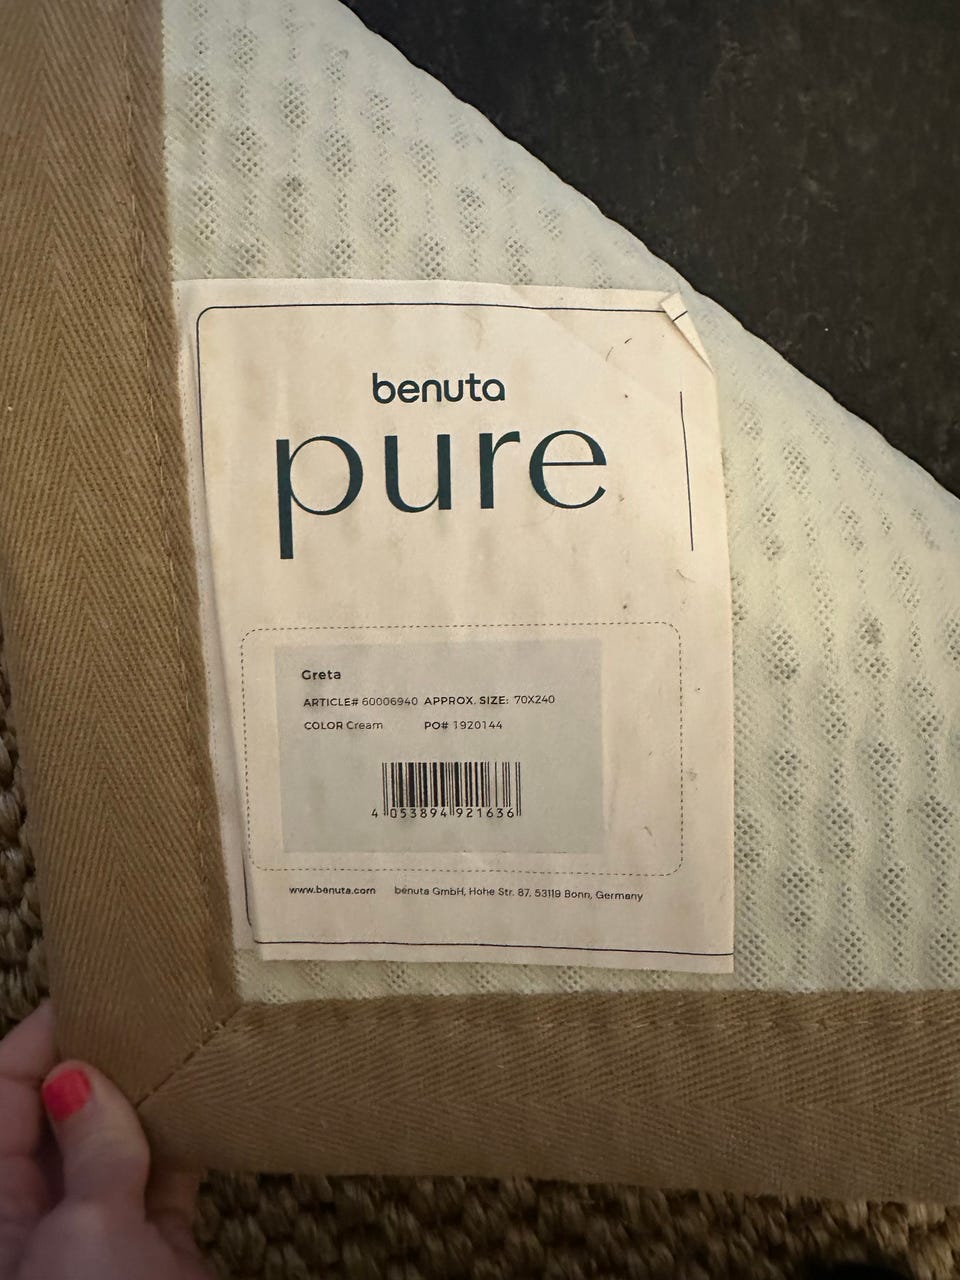 benuta
pure
Greta
ARTICLE# 60006940 APPROX. SIZE: 70X240
COLOR Cream PO# 1920144
4 053894 921636
www.benuta.com benuta GmbH, Hohe Str. 87, 53119 Bonn, Germany